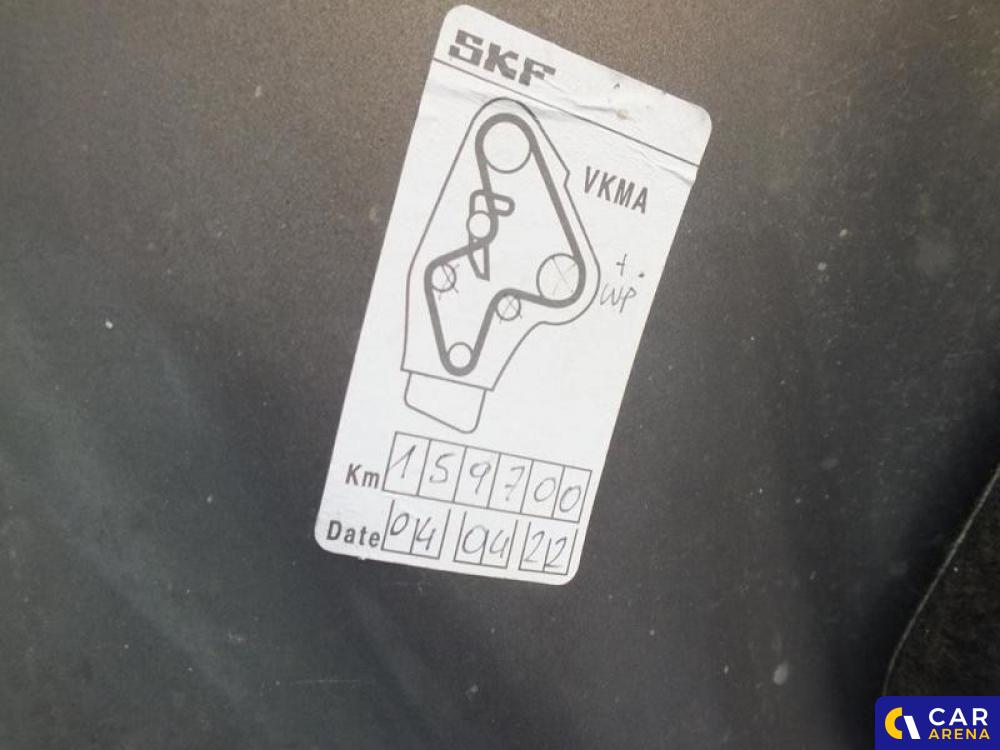 SKF
VKMA
+
WP
Km 159700
Date 04 04 22
CAR
ARENA